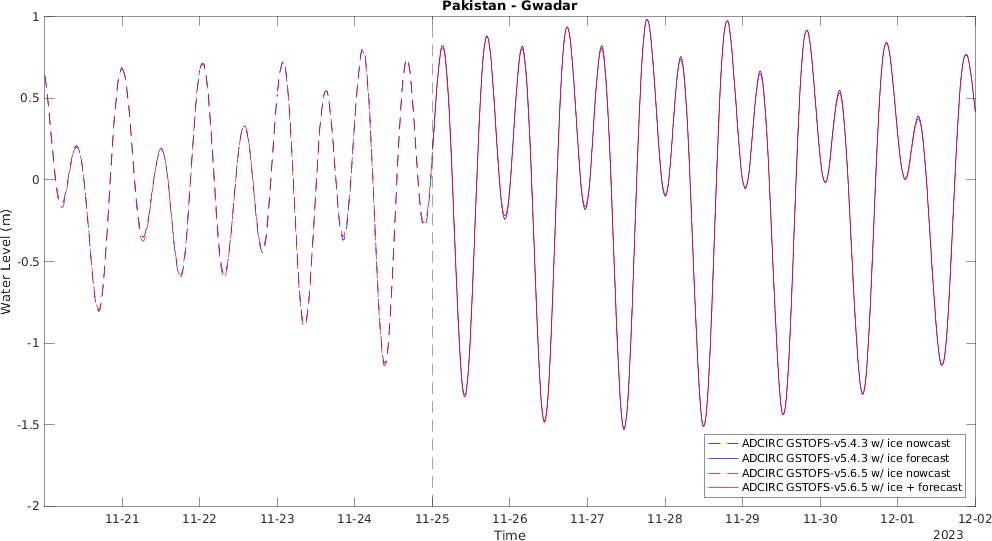 Pakistan - Gwadar
1
0.5
0
-0.5
-1
-1.5
-2
Water Level (m)
ADCIRC GSTOFS-v5.4.3 w/ ice nowcast
ADCIRC GSTOFS-v5.4.3 w/ ice forecast
ADCIRC GSTOFS-v5.6.5 w/ ice nowcast
ADCIRC GSTOFS-v5.6.5 w/ ice + forecast
11-21 11-22 11-23 11-24 11-25 11-26 11-27 11-28 11-29 11-30 12-01 12-02
Time
2023